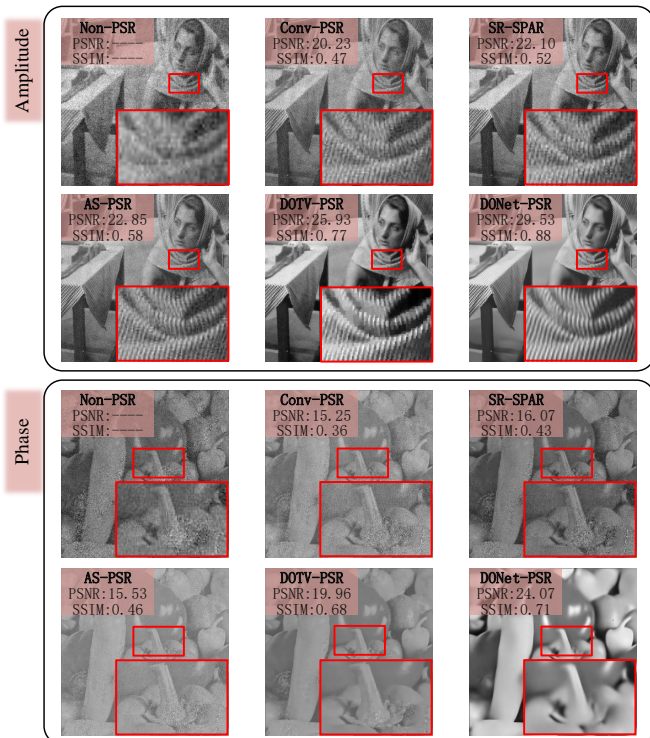 Amplitude
Non-PSR
PSNR:----
SSIM:----
Conv-PSR
PSNR:20.23
SSIM:0.47
SR-SPAR
PSNR:22.10
SSIM:0.52
AS-PSR
PSNR:22.85
SSIM:0.58
DOTV-PSR
PSNR:25.93
SSIM:0.77
DONet-PSR
PSNR:29.53
SSIM:0.88
Phase
Non-PSR
PSNR:----
SSIM:----
Conv-PSR
PSNR:15.25
SSIM:0.36
SR-SPAR
PSNR:16.07
SSIM:0.43
AS-PSR
PSNR:15.53
SSIM:0.46
DOTV-PSR
PSNR:19.96
SSIM:0.68
DONet-PSR
PSNR:24.07
SSIM:0.71